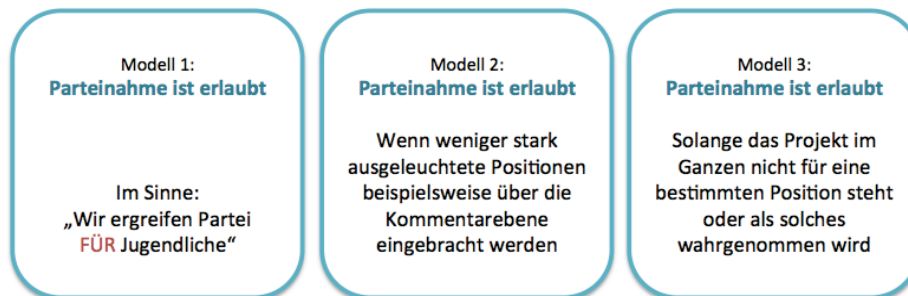 Modell 1:
Parteinahme ist erlaubt
Im Sinne:
„Wir ergreifen Partei
FÜR Jugendliche“
Modell 2:
Parteinahme ist erlaubt
Wenn weniger stark
ausgeleuchtete Positionen
beispielsweise über die
Kommentarebene
eingebracht werden
Modell 3:
Parteinahme ist erlaubt
Solange das Projekt im
Ganzen nicht für eine
bestimmten Position steht
oder als solches
wahrgenommen wird